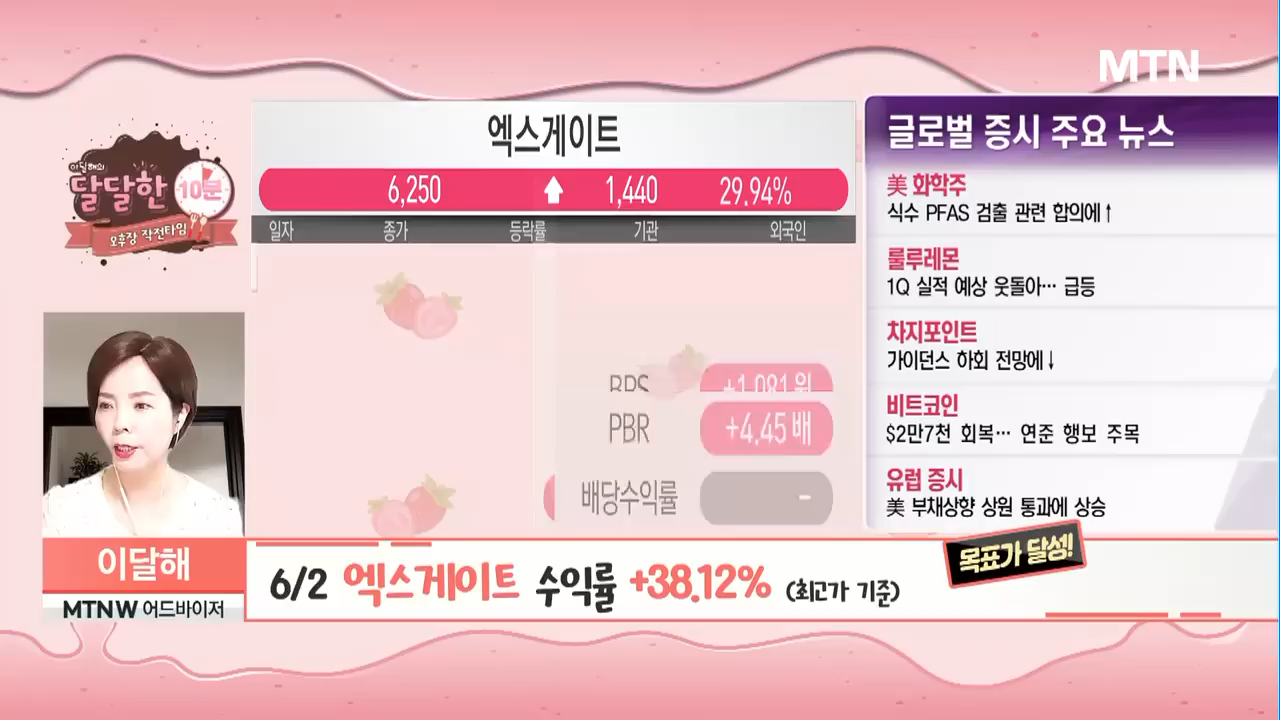 MTN
이달해의
달달한 10분
오후장 작전타임
엑스게이트
6,250 ⬆ 1,440 29.94%
일자 종가 등락률 기관 외국인
BPS +1,081 원
PBR +4.45 배
배당수익률 -
글로벌 증시 주요 뉴스
美 화학주
식수 PFAS 검출 관련 합의에↑
룰루레몬
1Q 실적 예상 웃돌아… 급등
차지포인트
가이던스 하회 전망에↓
비트코인
$2만7천 회복… 연준 행보 주목
유럽 증시
美 부채상향 상원 통과에 상승
이달해
MTNW 어드바이저
목표가 달성!
6/2 엑스게이트 수익률 +38.12% (최고가 기준)